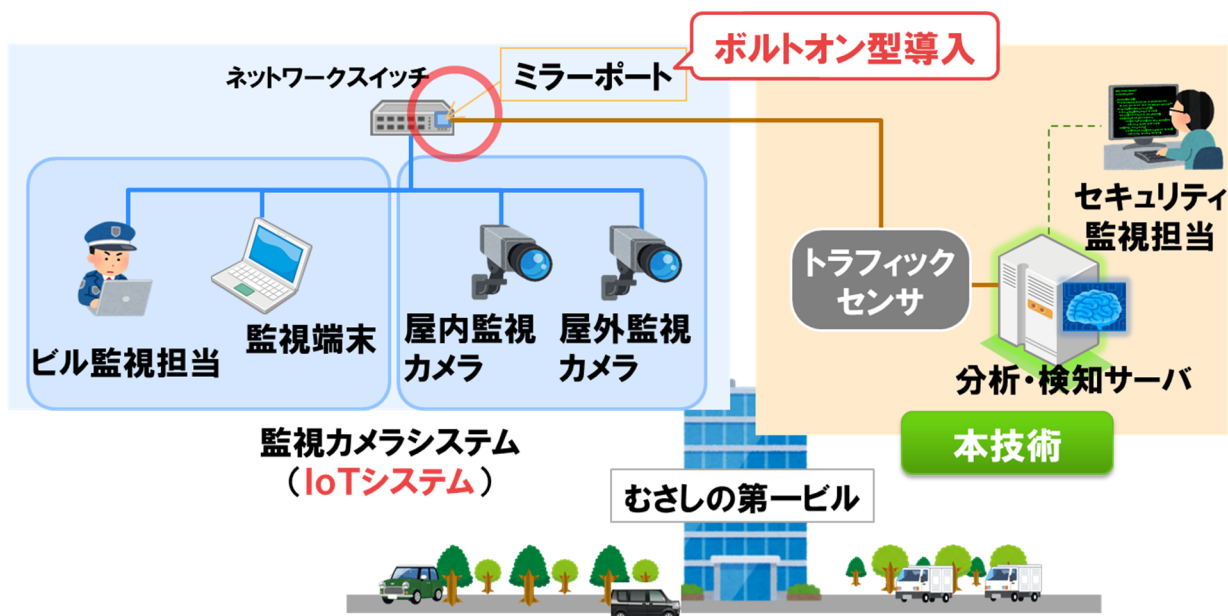 ボルトオン型導入
ネットワークスイッチ
ミラーポート
セキュリティ
監視担当
トラフィック
センサ
ビル監視担当
監視端末
屋内監視
カメラ
屋外監視
カメラ
分析・検知サーバ
監視カメラシステム
（IoTシステム）
本技術
むさしの第一ビル